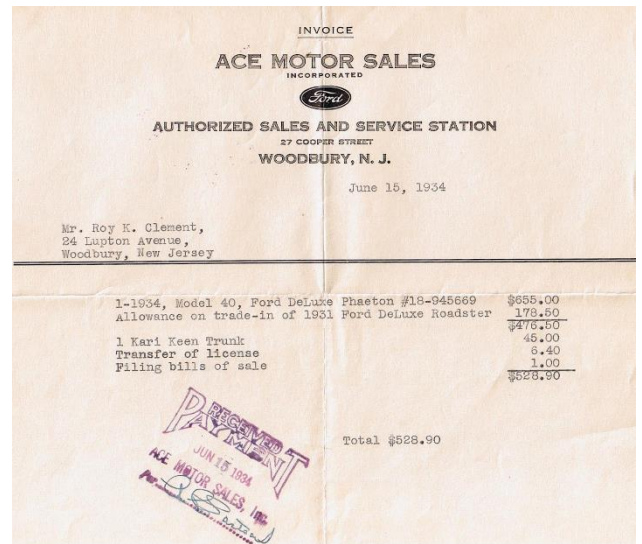 INVOICE
ACE MOTOR SALES
INCORPORATED
Ford
AUTHORIZED SALES AND SERVICE STATION
27 COOPER STREET
WOODBURY, N. J.
June 15, 1934
Mr. Roy K. Clement,
24 Lupton Avenue,
Woodbury, New Jersey
1-1934, Model 40, Ford DeLuxe Phaeton #18-945669 $655.00
Allowance on trade-in of 1931 Ford DeLuxe Roadster 178.50
$476.50
1 Kari Keen Trunk 45.00
Transfer of license 6.40
Filing bills of sale 1.00
$528.90
Total $528.90
RECEIVED
PAYMENT
JUN 15 1934
ACE MOTOR SALES, Inc.
Per